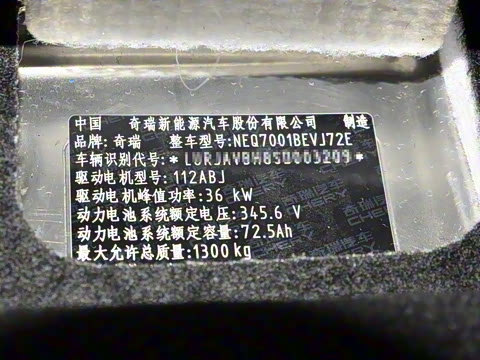 中国 奇瑞新能源汽车股份有限公司 制造
品牌: 奇瑞 整车型号:NEQ7001BEVJ72E
车辆识别代号:
驱动电机型号:112ABJ
驱动电机峰值功率:36 kW
动力电池系统额定电压:345.6 V
动力电池系统额定容量:72.5Ah
最大允许总质量:1300kg